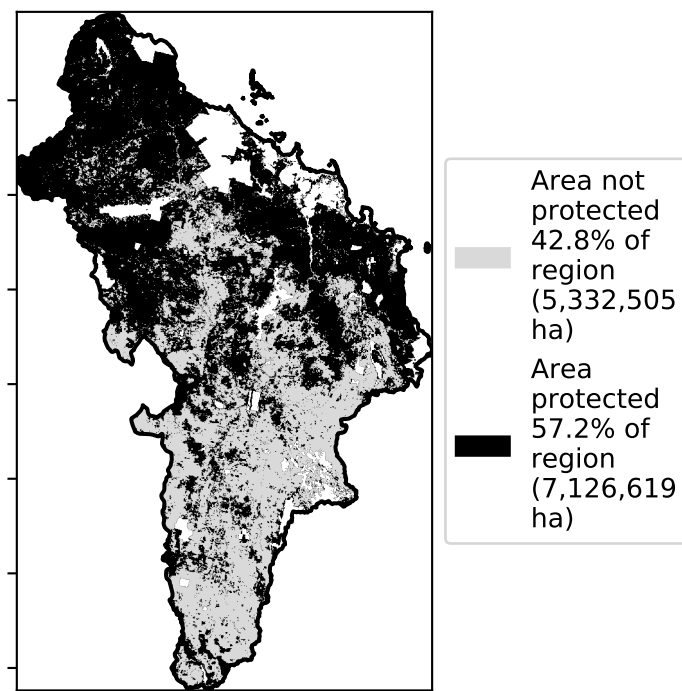 Area not
protected
42.8% of
region
(5,332,505
ha)
Area
protected
57.2% of
region
(7,126,619
ha)